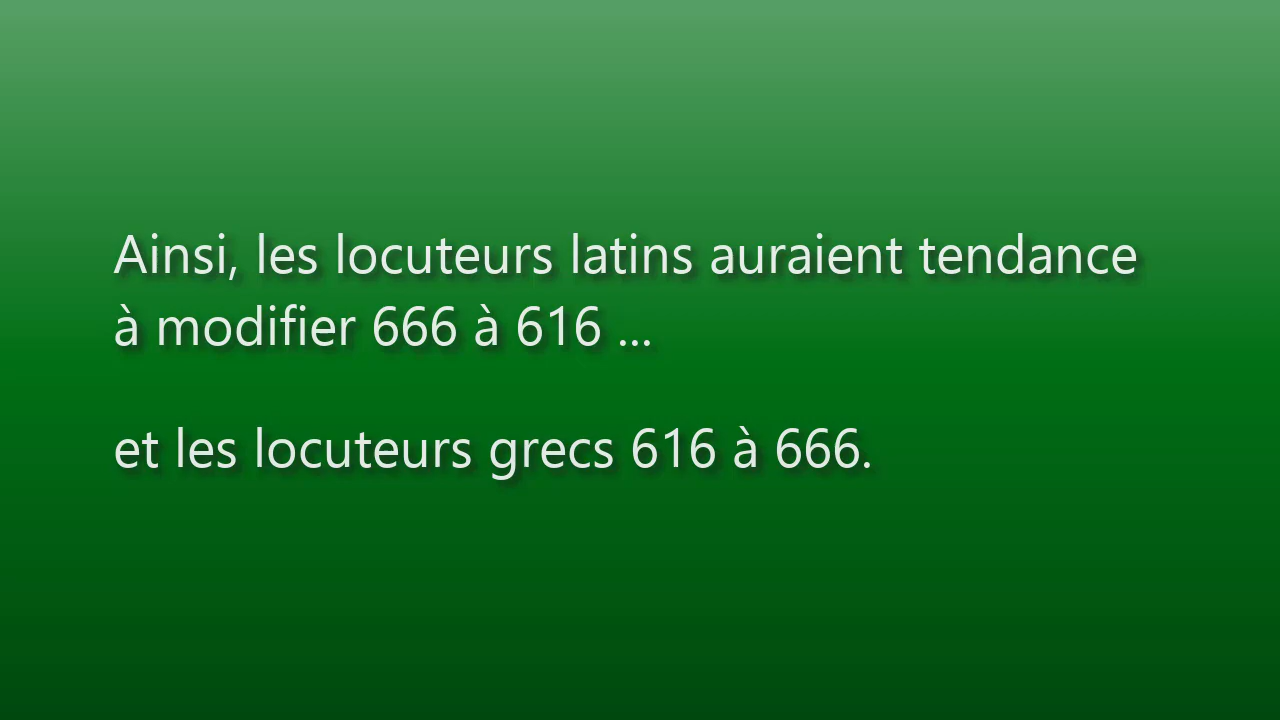 Ainsi, les locuteurs latins auraient tendance
à modifier 666 à 616 ...
et les locuteurs grecs 616 à 666.